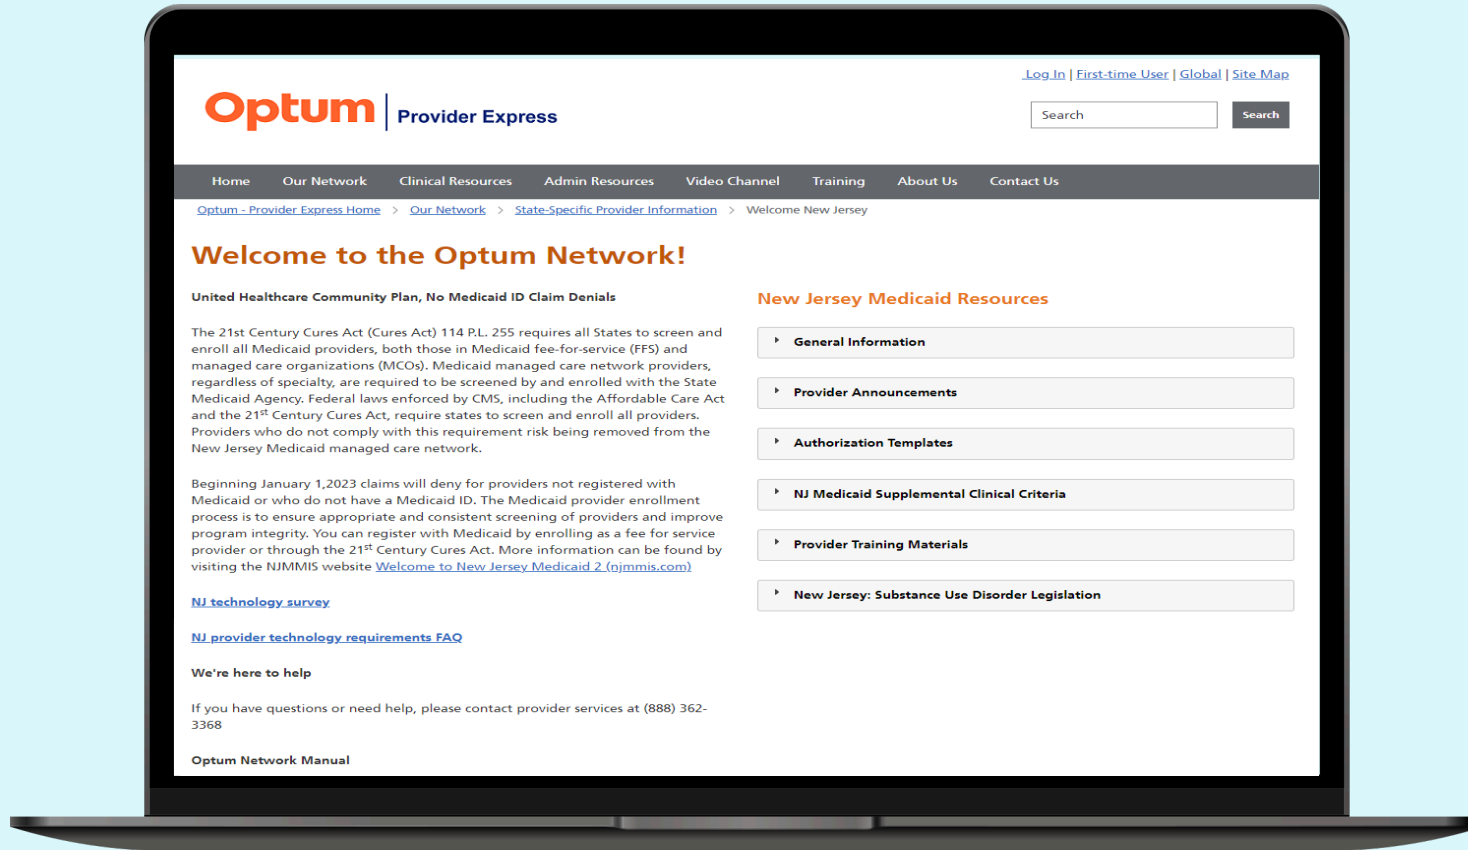 Log In | First-time User | Global | Site Map
Optum | Provider Express
Search
Search
Home
Our Network
Clinical Resources
Admin Resources
Video Channel
Training
About Us
Contact Us
Optum - Provider Express Home > Our Network > State-Specific Provider Information > Welcome New Jersey
Welcome to the Optum Network!
United Healthcare Community Plan, No Medicaid ID Claim Denials
The 21st Century Cures Act (Cures Act) 114 P.L. 255 requires all States to screen and
enroll all Medicaid providers, both those in Medicaid fee-for-service (FFS) and
managed care organizations (MCOs). Medicaid managed care network providers,
regardless of specialty, are required to be screened by and enrolled with the State
Medicaid Agency. Federal laws enforced by CMS, including the Affordable Care Act
and the 21st Century Cures Act, require states to screen and enroll all providers.
Providers who do not comply with this requirement risk being removed from the
New Jersey Medicaid managed care network.
Beginning January 1,2023 claims will deny for providers not registered with
Medicaid or who do not have a Medicaid ID. The Medicaid provider enrollment
process is to ensure appropriate and consistent screening of providers and improve
program integrity. You can register with Medicaid by enrolling as a fee for service
provider or through the 21st Century Cures Act. More information can be found by
visiting the NJMMIS website Welcome to New Jersey Medicaid 2 (njmmis.com)
NJ technology survey
NJ provider technology requirements FAQ
We're here to help
If you have questions or need help, please contact provider services at (888) 362-
3368
Optum Network Manual
New Jersey Medicaid Resources
General Information
Provider Announcements
Authorization Templates
NJ Medicaid Supplemental Clinical Criteria
Provider Training Materials
New Jersey: Substance Use Disorder Legislation